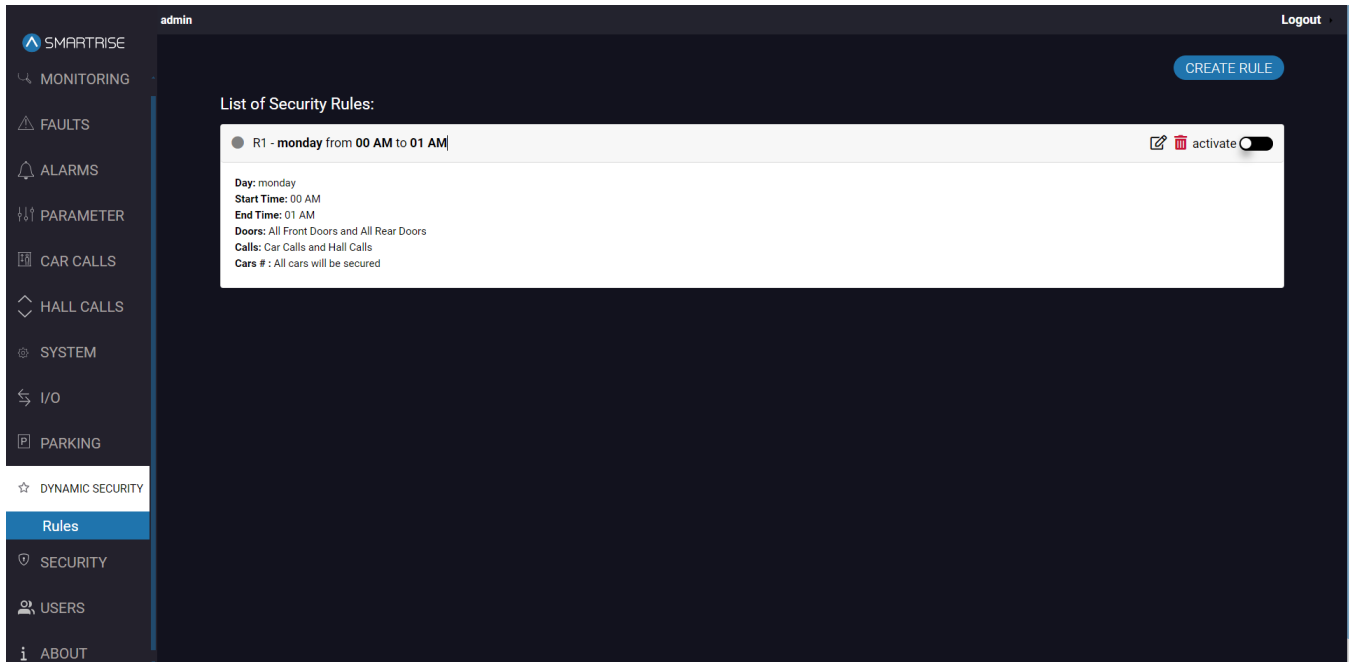 admin
Logout
SMARTRISE
MONITORING
FAULTS
ALARMS
PARAMETER
CAR CALLS
HALL CALLS
SYSTEM
I/O
PARKING
DYNAMIC SECURITY
Rules
SECURITY
USERS
ABOUT
CREATE RULE
List of Security Rules:
R1 - monday from 00 AM to 01 AM
activate
Day: monday
Start Time: 00 AM
End Time: 01 AM
Doors: All Front Doors and All Rear Doors
Calls: Car Calls and Hall Calls
Cars # : All cars will be secured